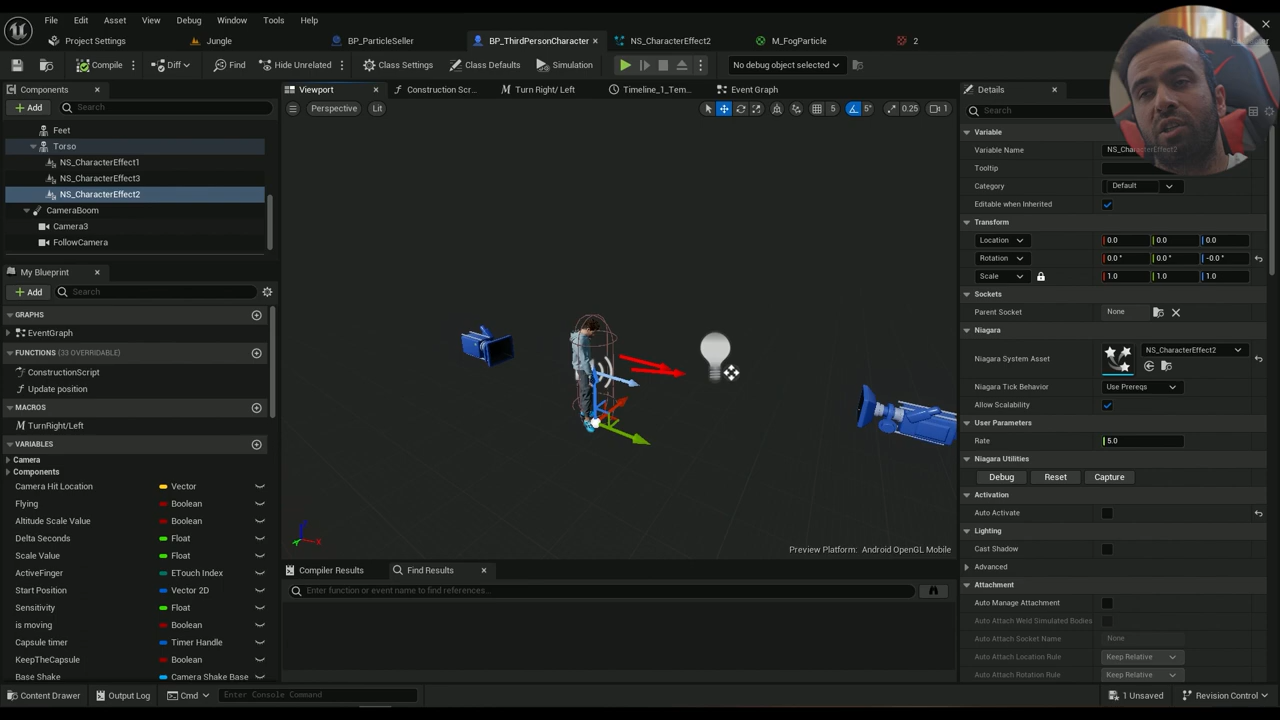 File Edit Asset View Debug Window Tools Help
Project Settings Jungle BP_ParticleSeller BP_ThirdPersonCharacter NS_CharacterEffect2 M_FogParticle 2
Compile Diff Find Hide Unrelated Class Settings Class Defaults Simulation No debug object selected
Components Viewport Construction Scr... Turn Right/ Left Timeline_1_Tem... Event Graph Details
Add Search Perspective Lit 5 5° 0.25 1 Search
Feet
Torso
NS_CharacterEffect1
NS_CharacterEffect3
NS_CharacterEffect2
CameraBoom
Camera3
FollowCamera
My Blueprint
Add Search
GRAPHS
EventGraph
FUNCTIONS (33 OVERRIDABLE)
ConstructionScript
Update position
MACROS
TurnRight/Left
VARIABLES
Camera
Components
Camera Hit Location Vector
Flying Boolean
Altitude Scale Value Boolean
Delta Seconds Float
Scale Value Float
ActiveFinger ETouch Index
Start Position Vector 2D
Sensitivity Float
is moving Boolean
Capsule timer Timer Handle
KeepTheCapsule Boolean
Base Shake Camera Shake Base
Preview Platform: Android OpenGL Mobile
Compiler Results Find Results
Enter function or event name to find references...
Variable
Variable Name NS_CharacterEffect2
Tooltip
Category Default
Editable when Inherited
Transform
Location 0.0 0.0 0.0
Rotation 0.0 ° 0.0 ° -0.0 °
Scale 1.0 1.0 1.0
Sockets
Parent Socket None
Niagara
Niagara System Asset NS_CharacterEffect2
Niagara Tick Behavior Use Prereqs
Allow Scalability
User Parameters
Rate 5.0
Niagara Utilities
Debug Reset Capture
Activation
Auto Activate
Lighting
Cast Shadow
Advanced
Attachment
Auto Manage Attachment
Auto Attach Weld Simulated Bodies
Auto Attach Socket Name None
Auto Attach Location Rule Keep Relative
Auto Attach Rotation Rule Keep Relative
Content Drawer Output Log Cmd Enter Console Command 1 Unsaved Revision Control